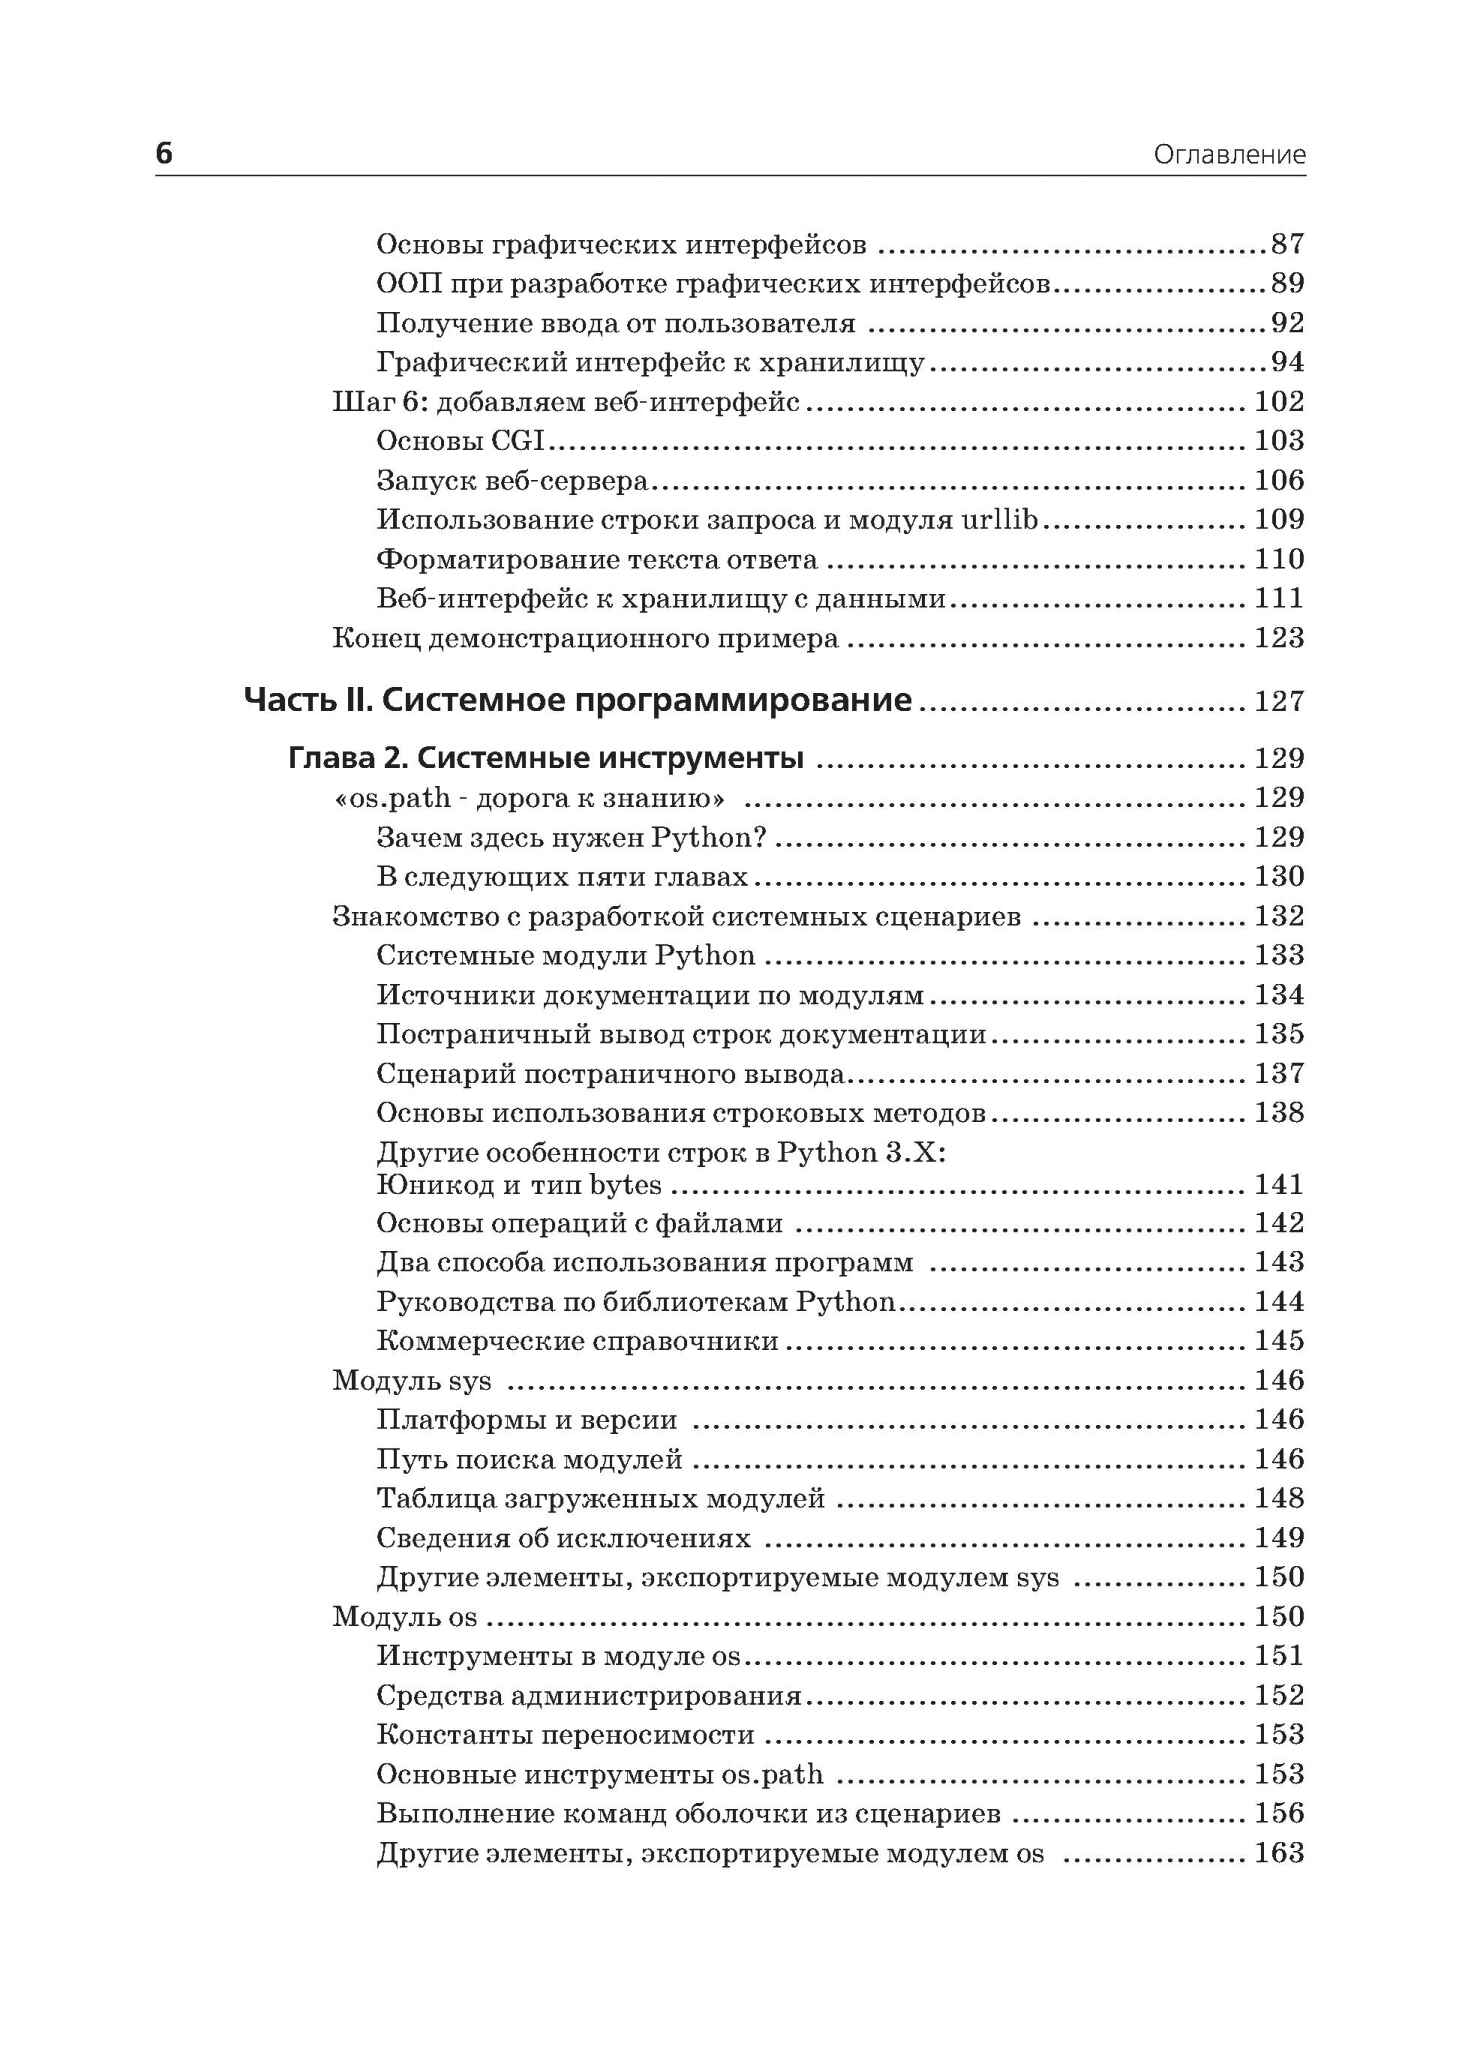 6 Оглавление
Основы графических интерфейсов ......................................87
ООП при разработке графических интерфейсов.....................89
Получение ввода от пользователя .......................................92
Графический интерфейс к хранилищу.................................94
Шаг 6: добавляем веб-интерфейс........................................... 102
Основы CGI.................................................................... 103
Запуск веб-сервера.......................................................... 106
Использование строки запроса и модуля urllib.................... 109
Форматирование текста ответа ......................................... 110
Веб-интерфейс к хранилищу с данными............................. 111
Конец демонстрационного примера ....................................... 123
Часть II. Системное программирование................................ 127
Глава 2. Системные инструменты .......................................... 129
«os.path - дорога к знанию» ................................................. 129
Зачем здесь нужен Python?.............................................. 129
В следующих пяти главах................................................ 130
Знакомство с разработкой системных сценариев ..................... 132
Системные модули Python............................................... 133
Источники документации по модулям............................... 134
Постраничный вывод строк документации......................... 135
Сценарий постраничного вывода....................................... 137
Основы использования строковых методов......................... 138
Другие особенности строк в Python 3.X:
Юникод и тип bytes ........................................................ 141
Основы операций с файлами ............................................ 142
Два способа использования программ ............................... 143
Руководства по библиотекам Python.................................. 144
Коммерческие справочники............................................. 145
Модуль sys ........................................................................ 146
Платформы и версии ...................................................... 146
Путь поиска модулей ...................................................... 146
Таблица загруженных модулей ........................................ 148
Сведения об исключениях ............................................... 149
Другие элементы, экспортируемые модулем sys ................. 150
Модуль os.......................................................................... 150
Инструменты в модуле os................................................. 151
Средства администрирования........................................... 152
Константы переносимости ............................................... 153
Основные инструменты os.path ........................................ 153
Выполнение команд оболочки из сценариев ....................... 156
Другие элементы, экспортируемые модулем os .................. 163